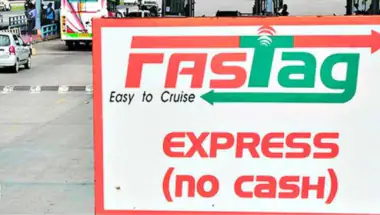 FASTag
Easy to Cruise
EXPRESS
(no CASH)